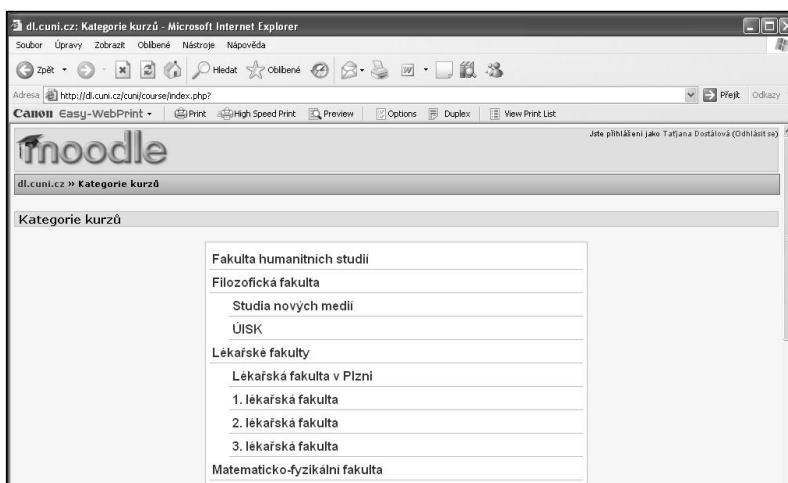 dl.cuni.cz: Kategorie kurzů - Microsoft Internet Explorer
Soubor Úpravy Zobrazit Oblíbené Nástroje Nápověda
Zpět Hledat Oblíbené
Adresa http://dl.cuni.cz/cuni/course/index.php? Přejít Odkazy
Canon Easy-WebPrint Print High Speed Print Preview Options Duplex View Print List
moodle
Jste přihlášeni jako Tatjana Dostálová (Odhlásit se)
dl.cuni.cz » Kategorie kurzů
Kategorie kurzů
Fakulta humanitních studií
Filozofická fakulta
Studia nových medií
ÚISK
Lékařské fakulty
Lékařská fakulta v Plzni
1. lékařská fakulta
2. lékařská fakulta
3. lékařská fakulta
Matematicko-fyzikální fakulta